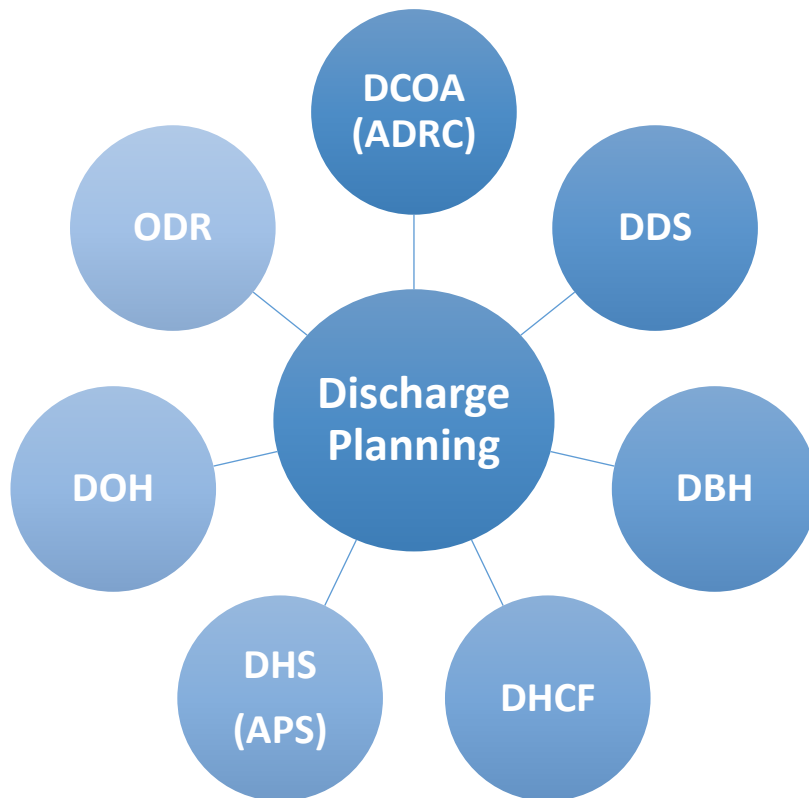 DCOA
(ADRC)
ODR
DDS
Discharge
Planning
DOH
DBH
DHS
(APS)
DHCF